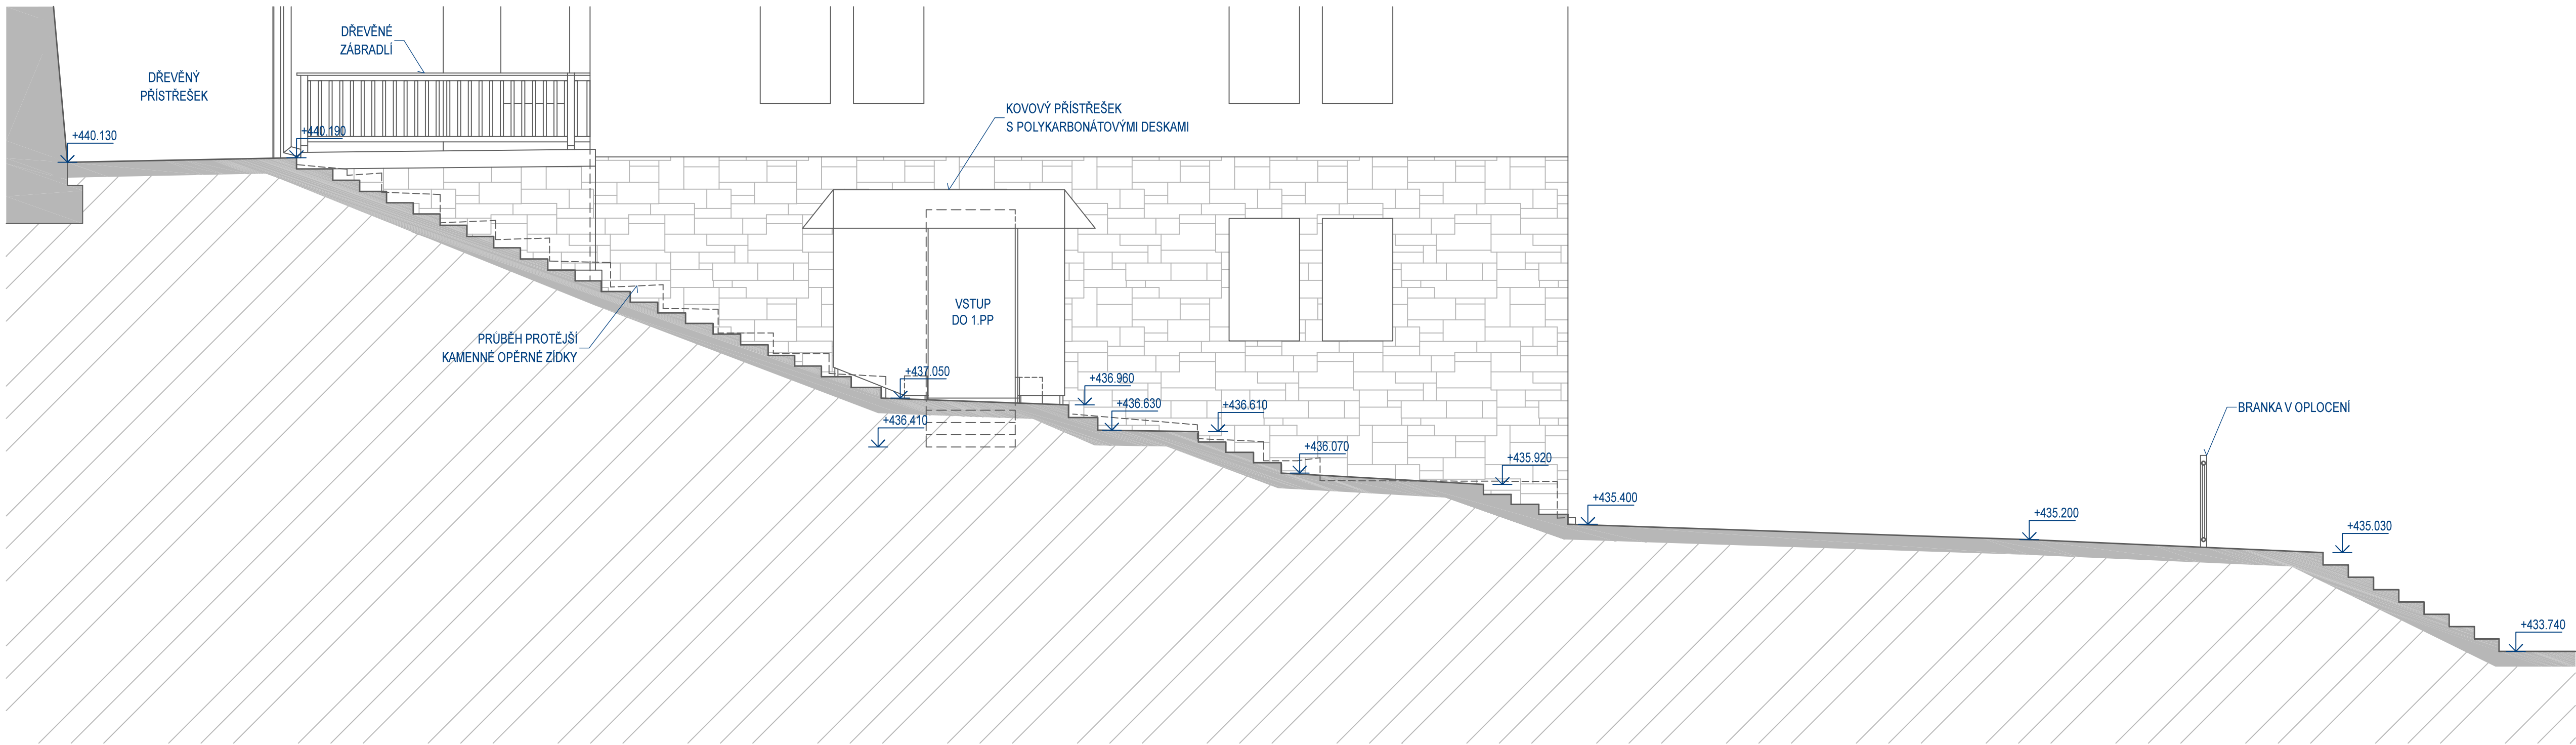 DŘEVĚNÉ
ZÁBRADLÍ
DŘEVĚNÝ
PŘÍSTŘEŠEK
KOVOVÝ PŘÍSTŘEŠEK
S POLYKARBONÁTOVÝMI DESKAMI
+440.130
+440.190
VSTUP
DO 1.PP
PRŮBĚH PROTĚJŠÍ
KAMENNÉ OPĚRNÉ ZÍDKY
+437.050
+436.960
+436.630
+436.610
+436.410
+436.070
+435.920
BRANKA V OPLOCENÍ
+435.400
+435.200
+435.030
+433.740